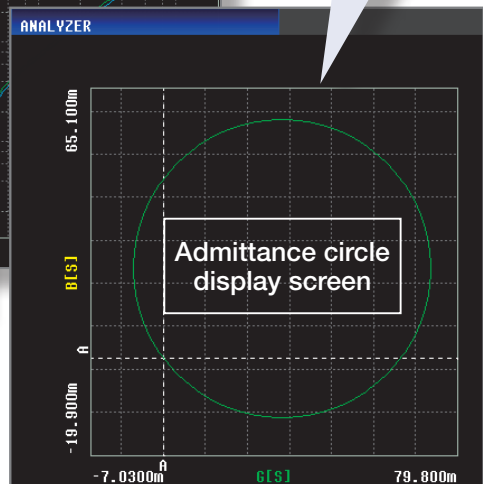 ANALYZER
65.100m
B[S]
A
-19.900m
Admittance circle
display screen
A
-7.0300m
G[S]
79.800m